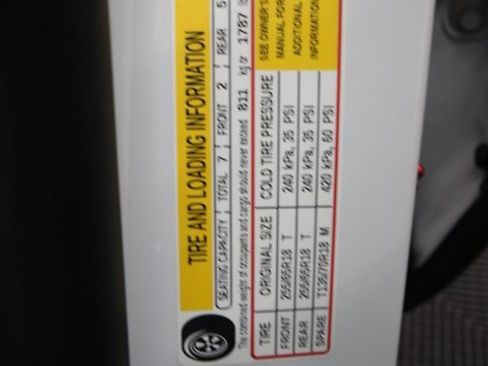 TIRE AND LOADING INFORMATION
SEATING CAPACITY TOTAL 7 FRONT 2 REAR 5
The combined weight of occupants and cargo should never exceed 811 kg or 1787
TIRE ORIGINAL SIZE COLD TIRE PRESSURE SEE OWNER'S
MANUAL FOR
ADDITIONAL
INFORMATION
FRONT 255/65R18 T 240 kPa, 35 PSI
REAR 255/65R18 T 240 kPa, 35 PSI
SPARE T135/70R18 M 420 kPa, 60 PSI